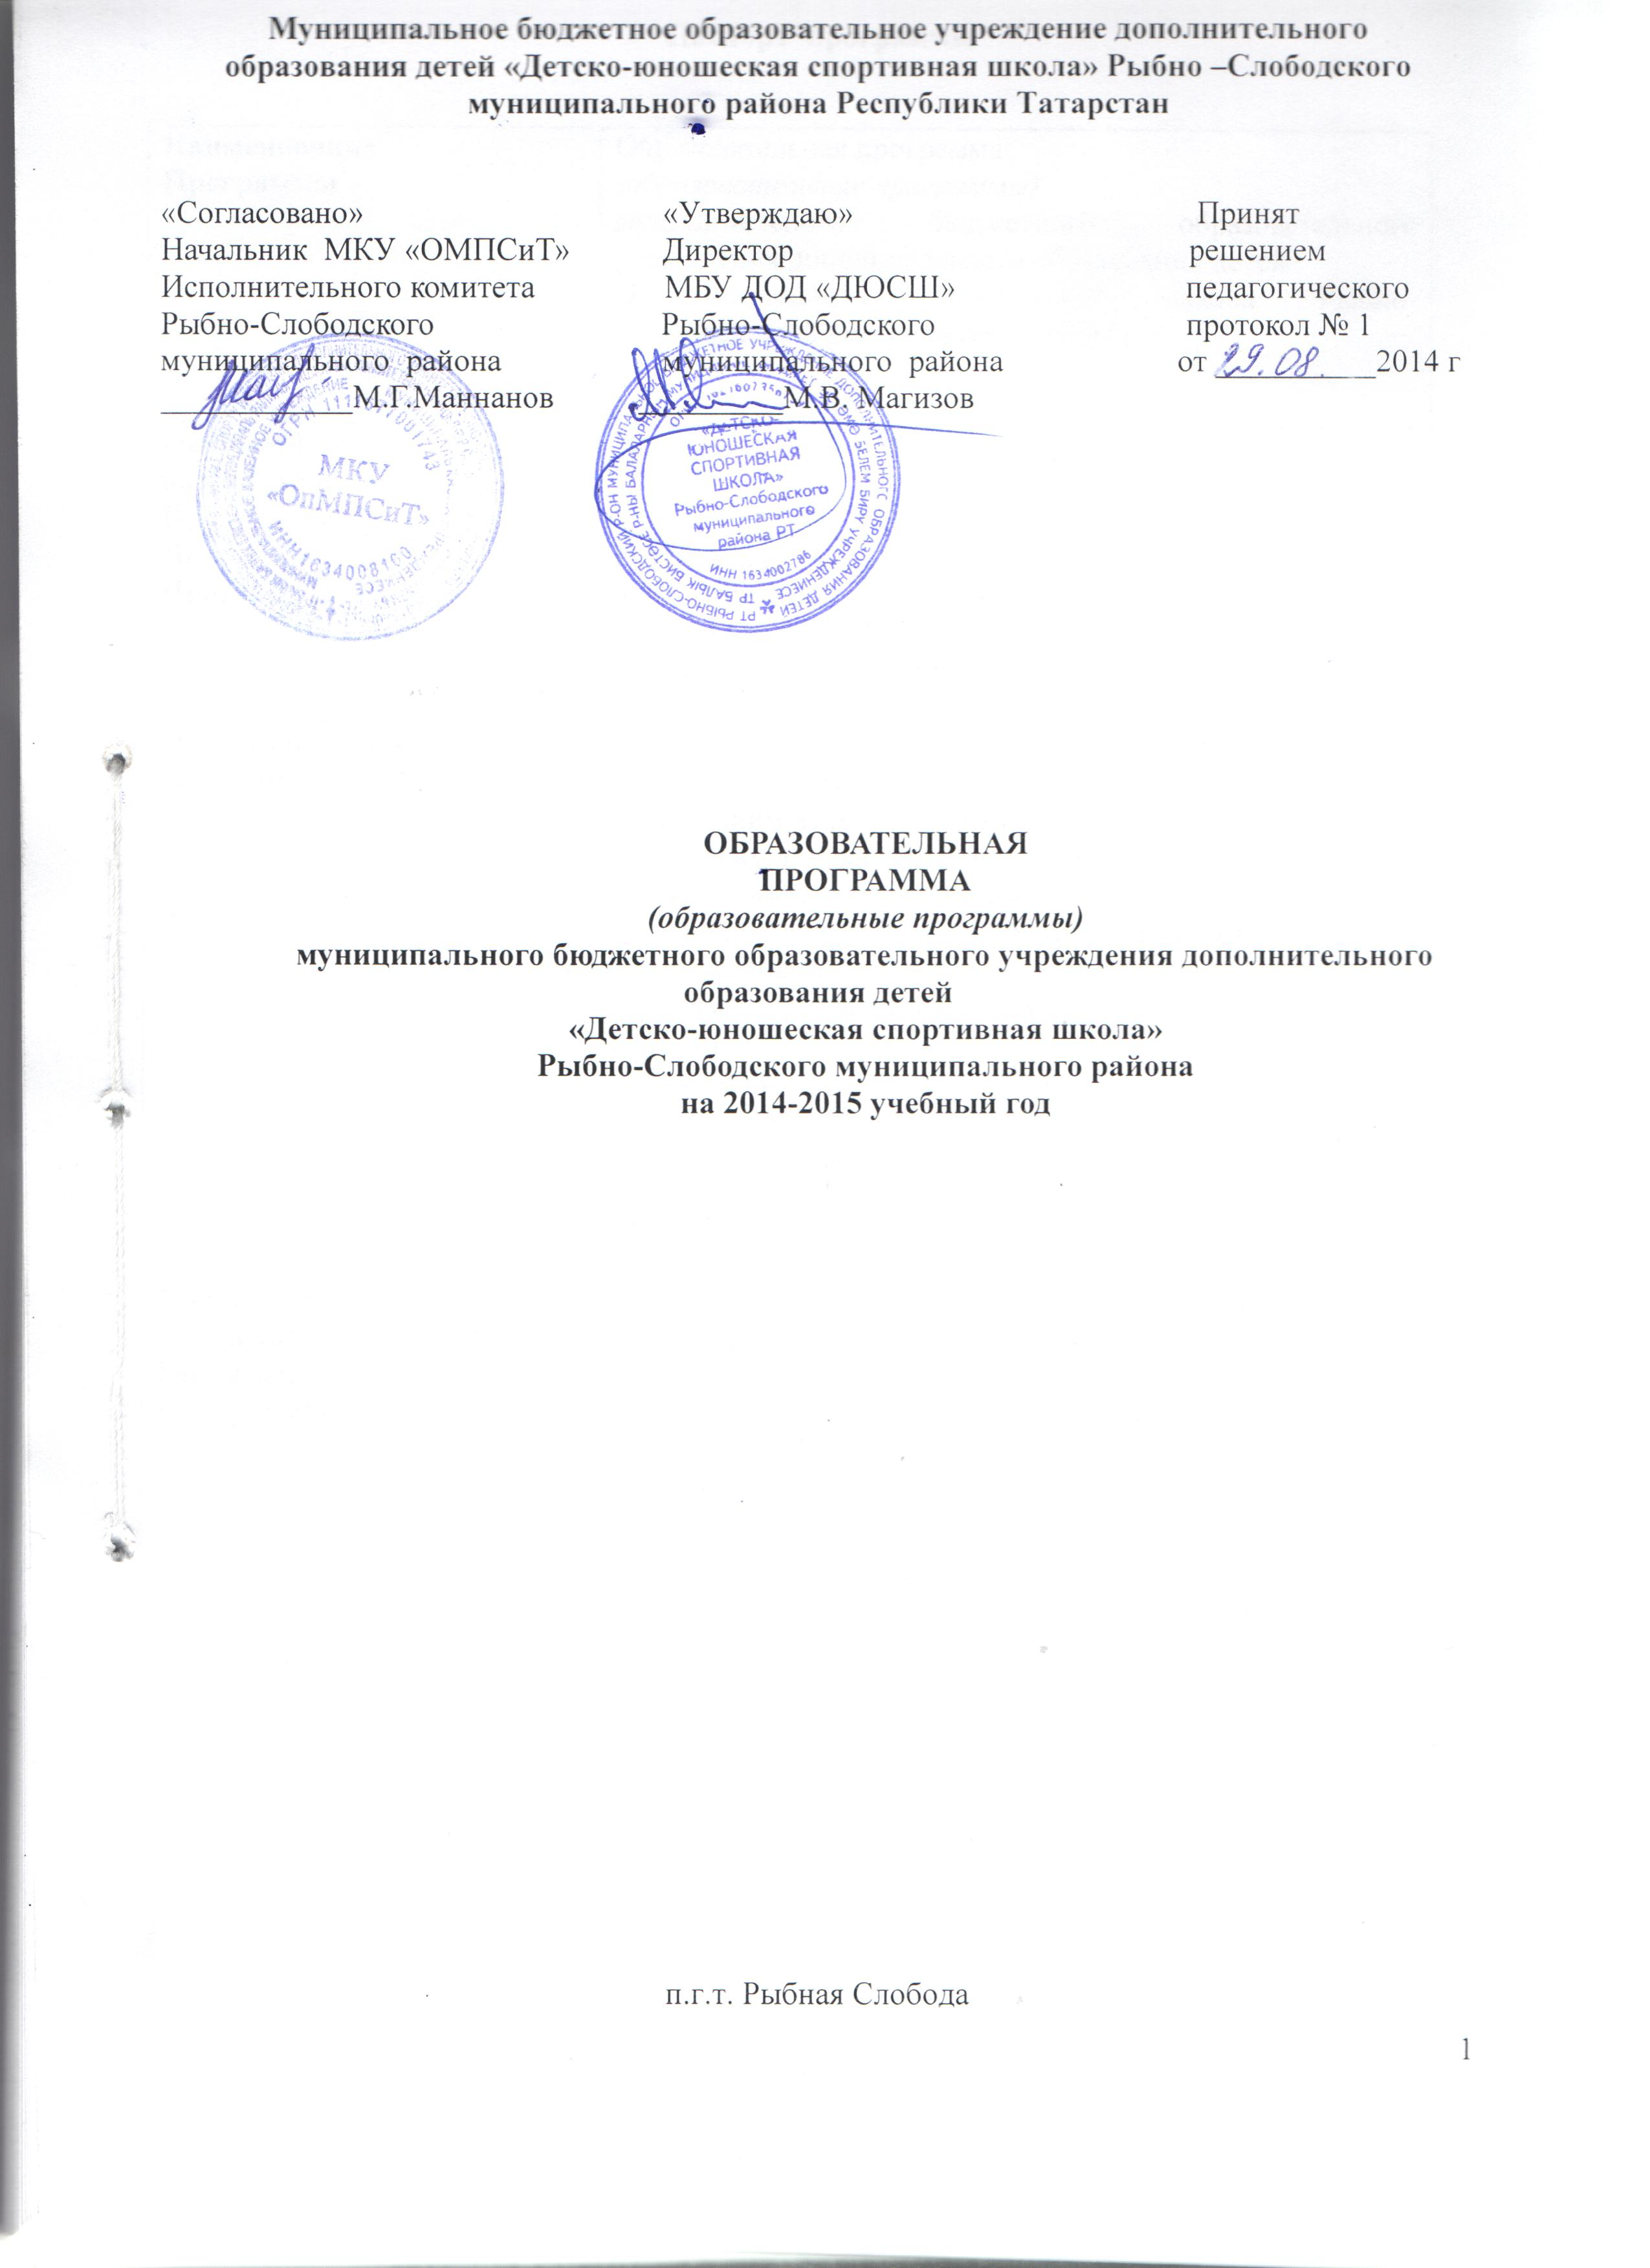 Муниципальное бюджетное образовательное учреждение дополнительного
образования детей «Детско-юношеская спортивная школа» Рыбно –Слободского
муниципального района Республики Татарстан
«Согласовано» «Утверждаю» Принят
Начальник МКУ «ОМПСиТ» Директор решением
Исполнительного комитета МБУ ДОД «ДЮСШ» педагогического
Рыбно-Слободского Рыбно-Слободского протокол № 1
муниципального района муниципального района от 29.08. 2014 г
____________М.Г.Маннанов _________М.В. Магизов
МКУ
«ОпМПСиТ»
«ДЕТСКО-
ЮНОШЕСКАЯ
СПОРТИВНАЯ
ШКОЛА»
Рыбно-Слободского
муниципального
района РТ
ИНН 1634002786
ОБРАЗОВАТЕЛЬНАЯ
ПРОГРАММА
(образовательные программы)
муниципального бюджетного образовательного учреждения дополнительного
образования детей
«Детско-юношеская спортивная школа»
Рыбно-Слободского муниципального района
на 2014-2015 учебный год
п.г.т. Рыбная Слобода
1